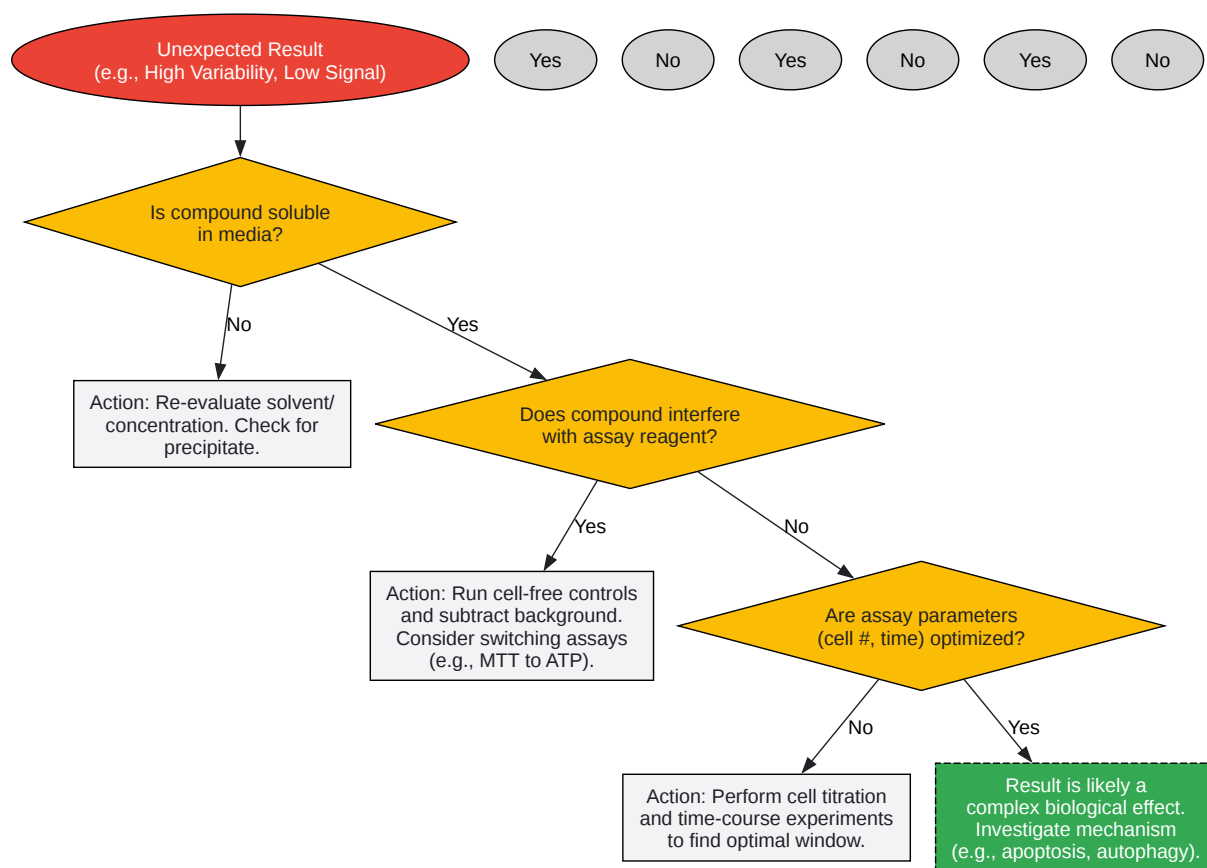 Unexpected Result
(e.g., High Variability, Low Signal)
Yes
No
Yes
No
Yes
No
Is compound soluble
in media?
No
Yes
Action: Re-evaluate solvent/
concentration. Check for
precipitate.
Does compound interfere
with assay reagent?
Yes
No
Action: Run cell-free controls
and subtract background.
Consider switching assays
(e.g., MTT to ATP).
Are assay parameters
(cell #, time) optimized?
No
Yes
Action: Perform cell titration
and time-course experiments
to find optimal window.
Result is likely a
complex biological effect.
Investigate mechanism
(e.g., apoptosis, autophagy).